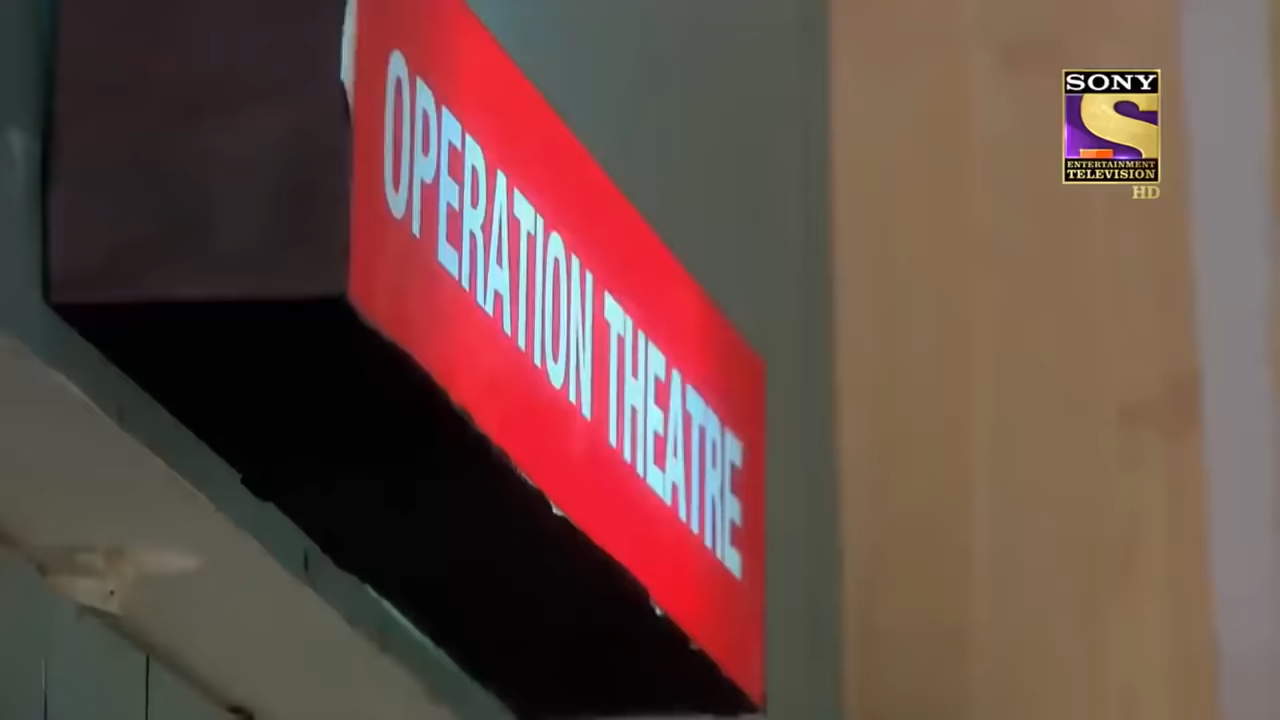 OPERATION THEATRE
SONY
ENTERTAINMENT
TELEVISION
HD